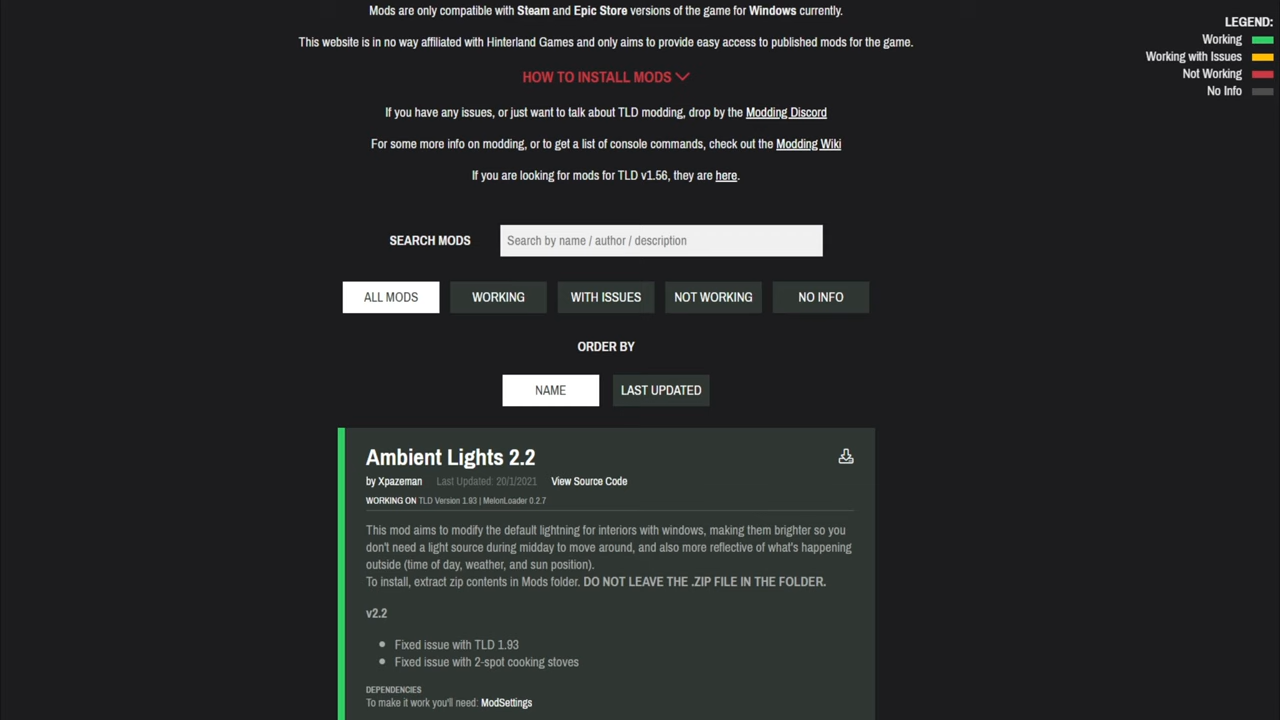 Mods are only compatible with Steam and Epic Store versions of the game for Windows currently.
This website is in no way affiliated with Hinterland Games and only aims to provide easy access to published mods for the game.
HOW TO INSTALL MODS
If you have any issues, or just want to talk about TLD modding, drop by the Modding Discord
For some more info on modding, or to get a list of console commands, check out the Modding Wiki
If you are looking for mods for TLD v1.56, they are here.
LEGEND:
Working
Working with Issues
Not Working
No Info
SEARCH MODS Search by name / author / description
ALL MODS WORKING WITH ISSUES NOT WORKING NO INFO
ORDER BY
NAME LAST UPDATED
Ambient Lights 2.2
by Xpazeman Last Updated: 20/1/2021 View Source Code
WORKING ON TLD Version 1.93 | MelonLoader 0.2.7
This mod aims to modify the default lightning for interiors with windows, making them brighter so you
don't need a light source during midday to move around, and also more reflective of what's happening
outside (time of day, weather, and sun position).
To install, extract zip contents in Mods folder. DO NOT LEAVE THE .ZIP FILE IN THE FOLDER.
v2.2
Fixed issue with TLD 1.93
Fixed issue with 2-spot cooking stoves
DEPENDENCIES
To make it work you'll need: ModSettings